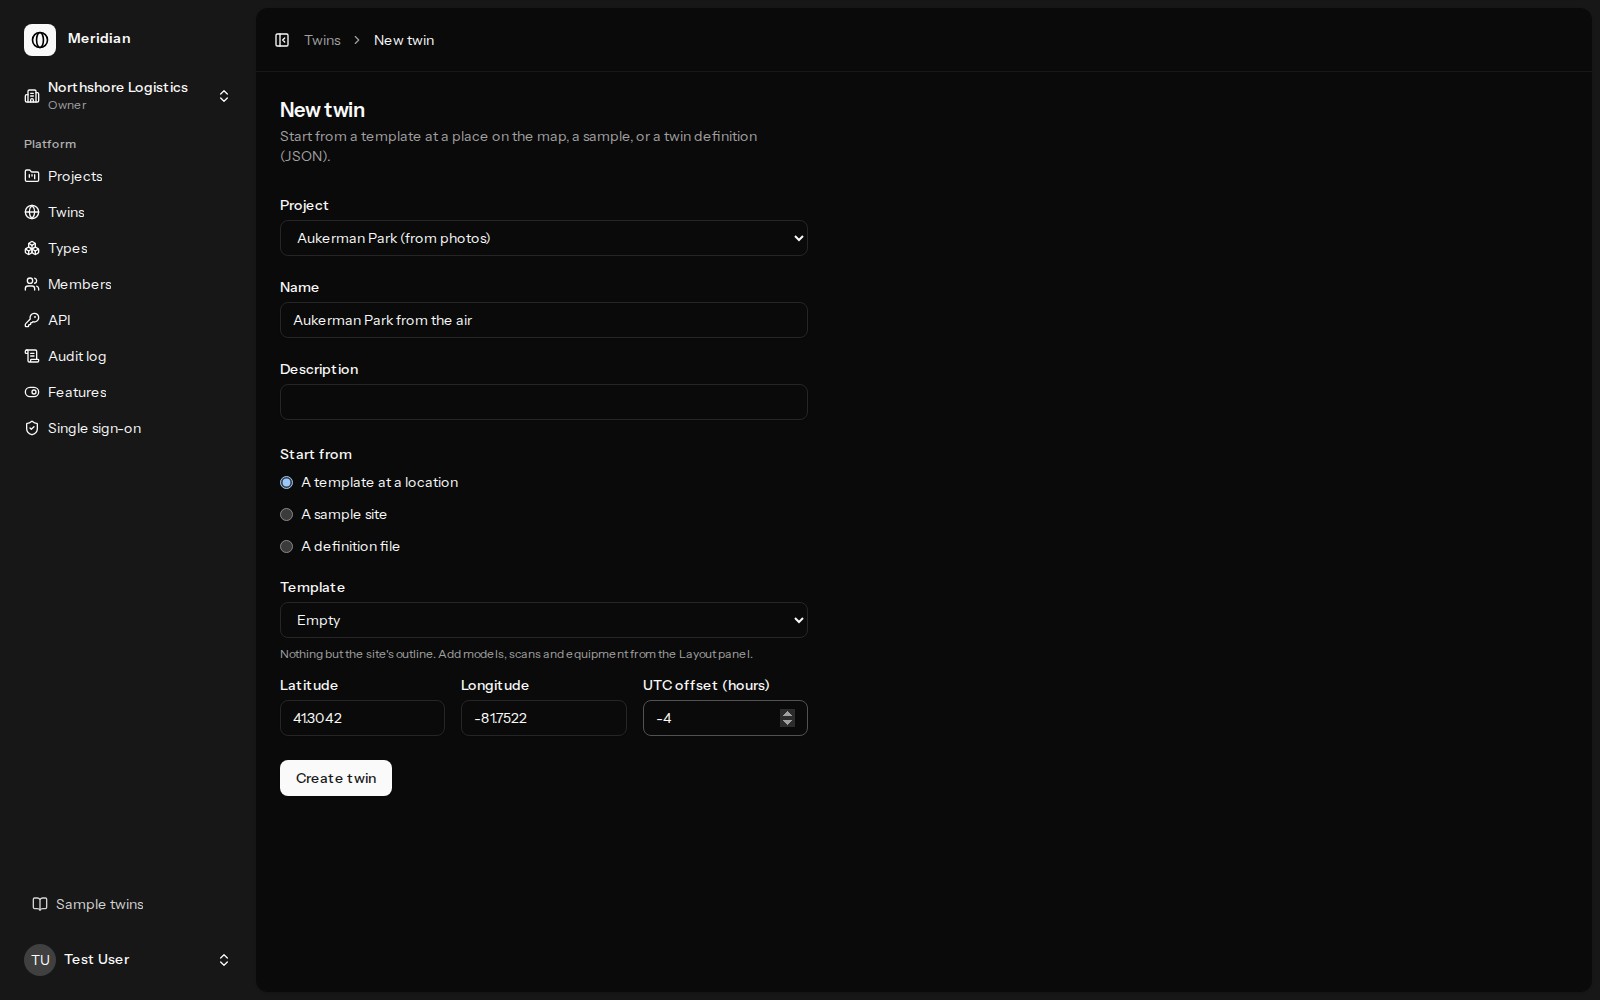 Meridian
Northshore Logistics
Owner
Platform
Projects
Twins
Types
Members
API
Audit log
Features
Single sign-on
Sample twins
TU
Test User
Twins
New twin
New twin
Start from a template at a place on the map, a sample, or a twin definition
(JSON).
Project
Aukerman Park (from photos)
Name
Aukerman Park from the air
Description
Start from
A template at a location
A sample site
A definition file
Template
Empty
Nothing but the site's outline. Add models, scans and equipment from the Layout panel.
Latitude
Longitude
UTC offset (hours)
41.3042
-81.7522
-4
Create twin